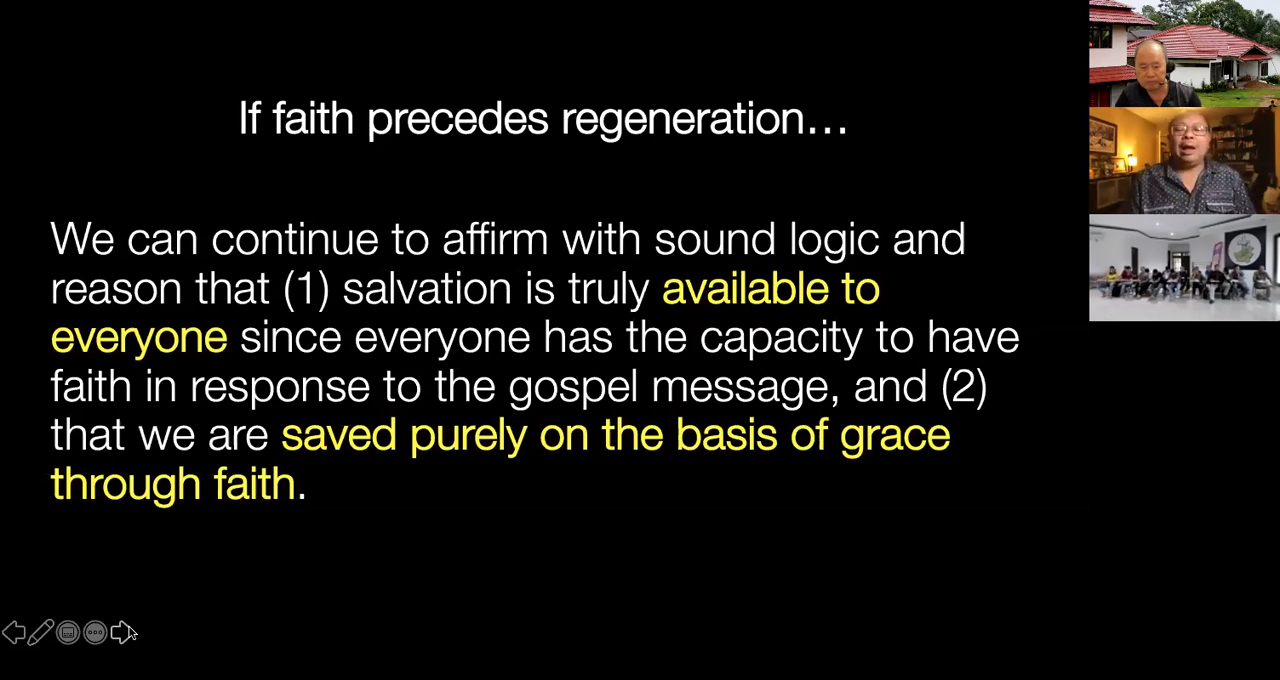 If faith precedes regeneration…
We can continue to affirm with sound logic and
reason that (1) salvation is truly available to
everyone since everyone has the capacity to have
faith in response to the gospel message, and (2)
that we are saved purely on the basis of grace
through faith.